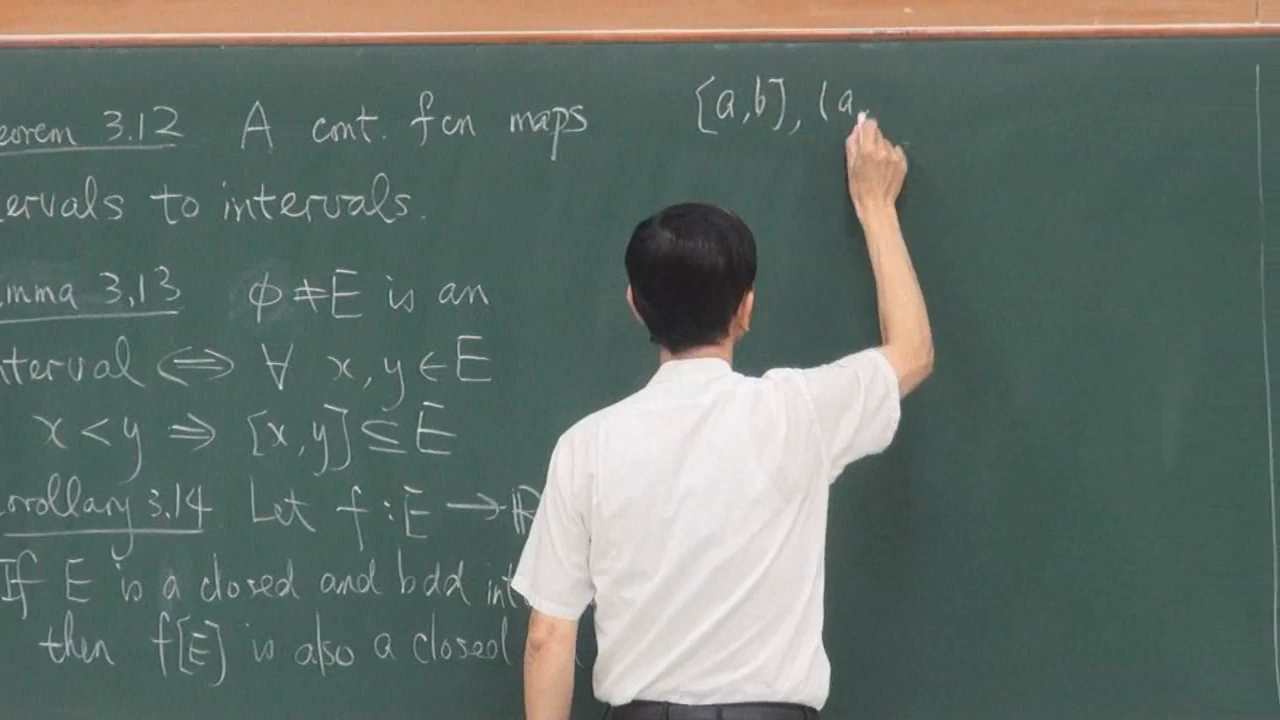 eorem 3.12 A cont. fcn maps
ervals to intervals.
mma 3.13 ϕ ≠ E is an
terval ⟺ ∀ x, y ∈ E
x < y ⇒ [x, y] ⊆ E
orollary 3.14 Let f : E → ℝ
If E is a closed and bdd int
then f[E] is also a closed
[a,b], (a,